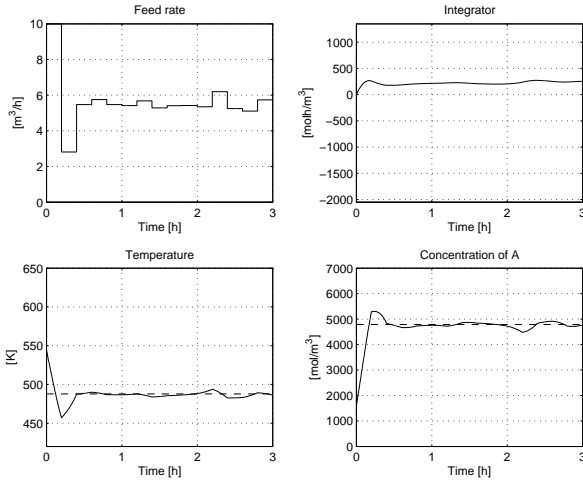 Feed rate
10
8
6
4
2
0
[m³/h]
0 1 2 3
Time [h]
Integrator
1000
500
0
−500
−1000
−1500
−2000
[molh/m³]
0 1 2 3
Time [h]
Temperature
650
600
550
500
450
[K]
0 1 2 3
Time [h]
Concentration of A
7000
6000
5000
4000
3000
2000
1000
0
[mol/m³]
0 1 2 3
Time [h]